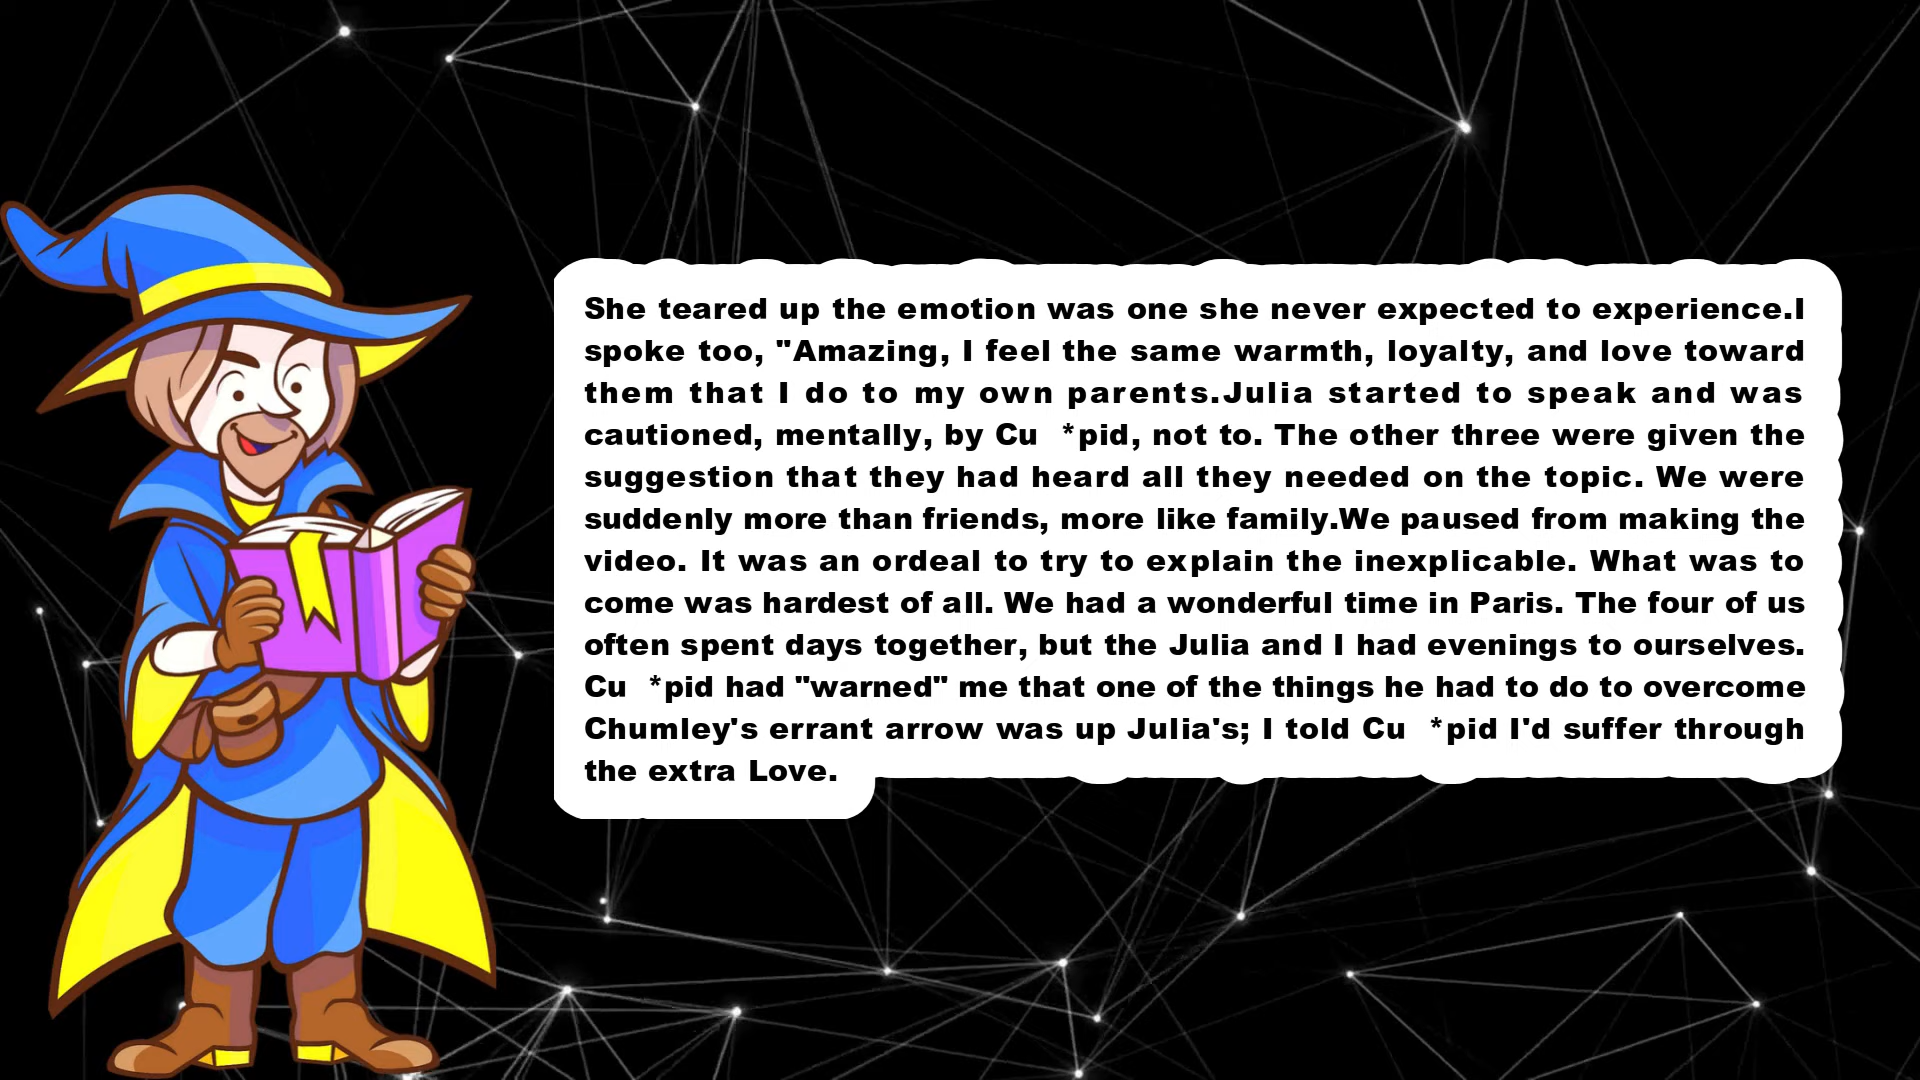 She teared up the emotion was one she never expected to experience.I
spoke too, "Amazing, I feel the same warmth, loyalty, and love toward
them that I do to my own parents.Julia started to speak and was
cautioned, mentally, by Cu  *pid, not to. The other three were given the
suggestion that they had heard all they needed on the topic. We were
suddenly more than friends, more like family.We paused from making the
video. It was an ordeal to try to explain the inexplicable. What was to
come was hardest of all. We had a wonderful time in Paris. The four of us
often spent days together, but the Julia and I had evenings to ourselves.
Cu  *pid had "warned" me that one of the things he had to do to overcome
Chumley's errant arrow was up Julia's; I told Cu  *pid I'd suffer through
the extra Love.